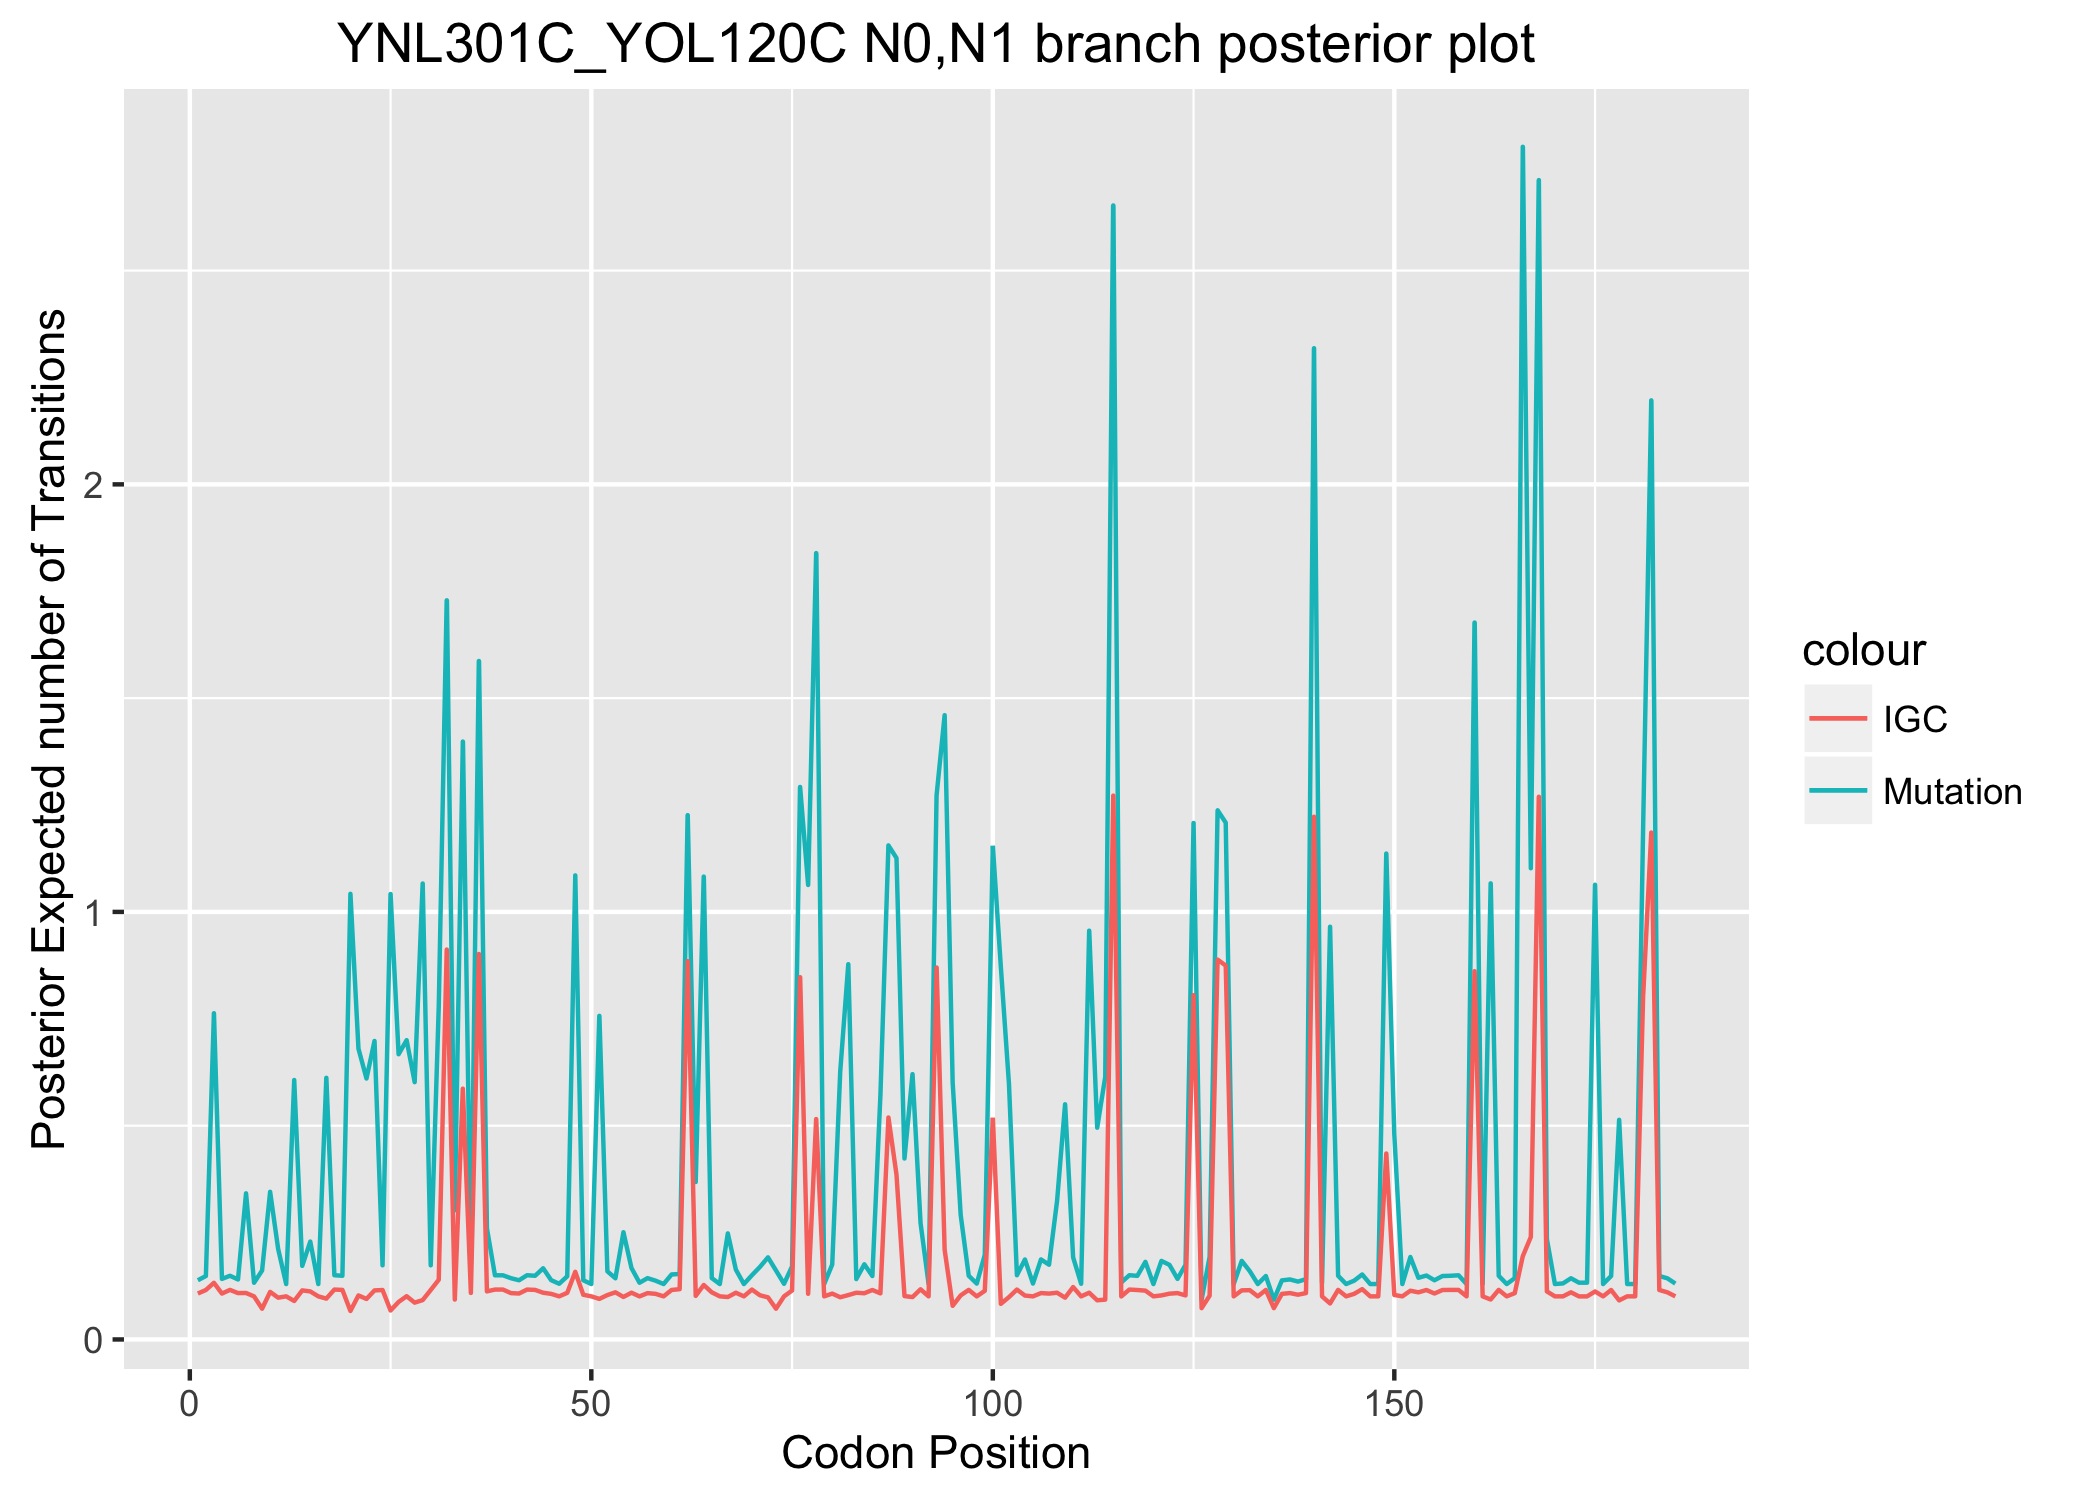 YNL301C_YOL120C N0,N1 branch posterior plot
Posterior Expected number of Transitions
2
1
0
0 50 100 150
Codon Position
colour
IGC
Mutation